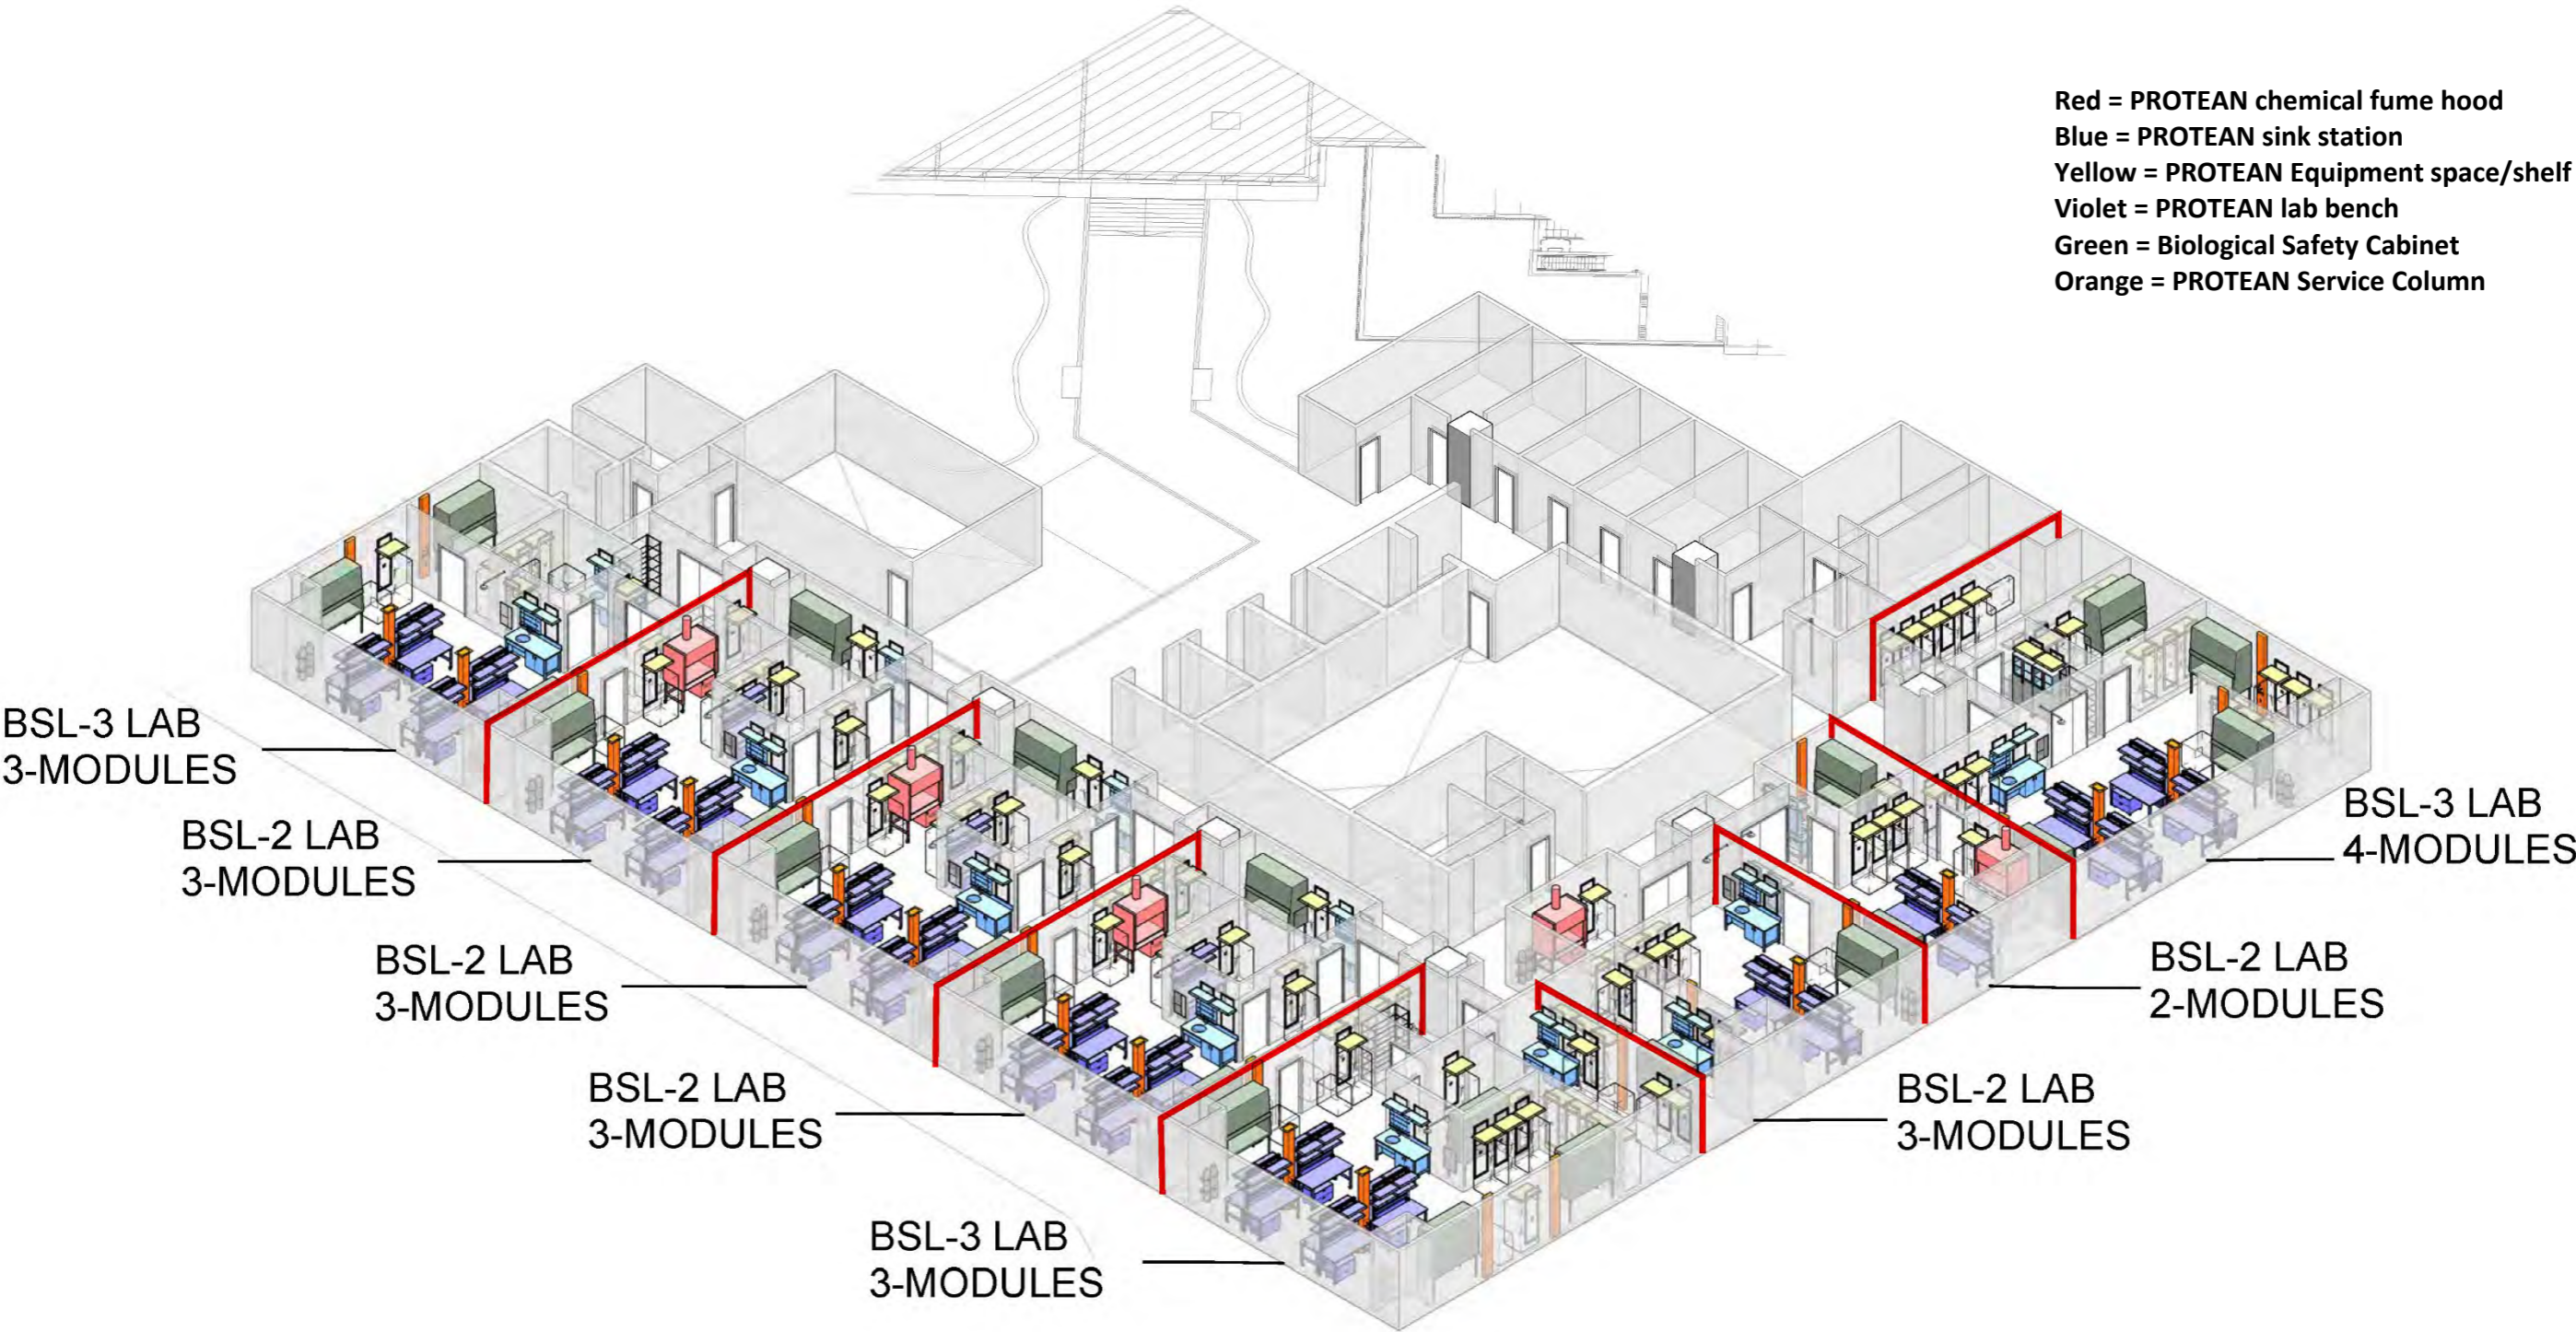 Red = PROTEAN chemical fume hood
Blue = PROTEAN sink station
Yellow = PROTEAN Equipment space/shelf
Violet = PROTEAN lab bench
Green = Biological Safety Cabinet
Orange = PROTEAN Service Column
BSL-3 LAB
3-MODULES
BSL-2 LAB
3-MODULES
BSL-2 LAB
3-MODULES
BSL-2 LAB
3-MODULES
BSL-3 LAB
3-MODULES
BSL-3 LAB
4-MODULES
BSL-2 LAB
2-MODULES
BSL-2 LAB
3-MODULES